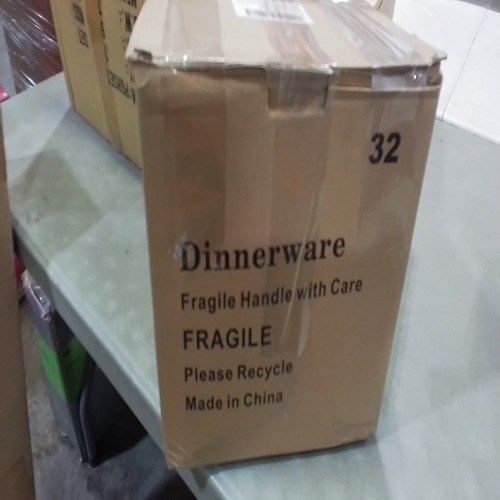 32
Dinnerware
Fragile Handle with Care
FRAGILE
Please Recycle
Made in China